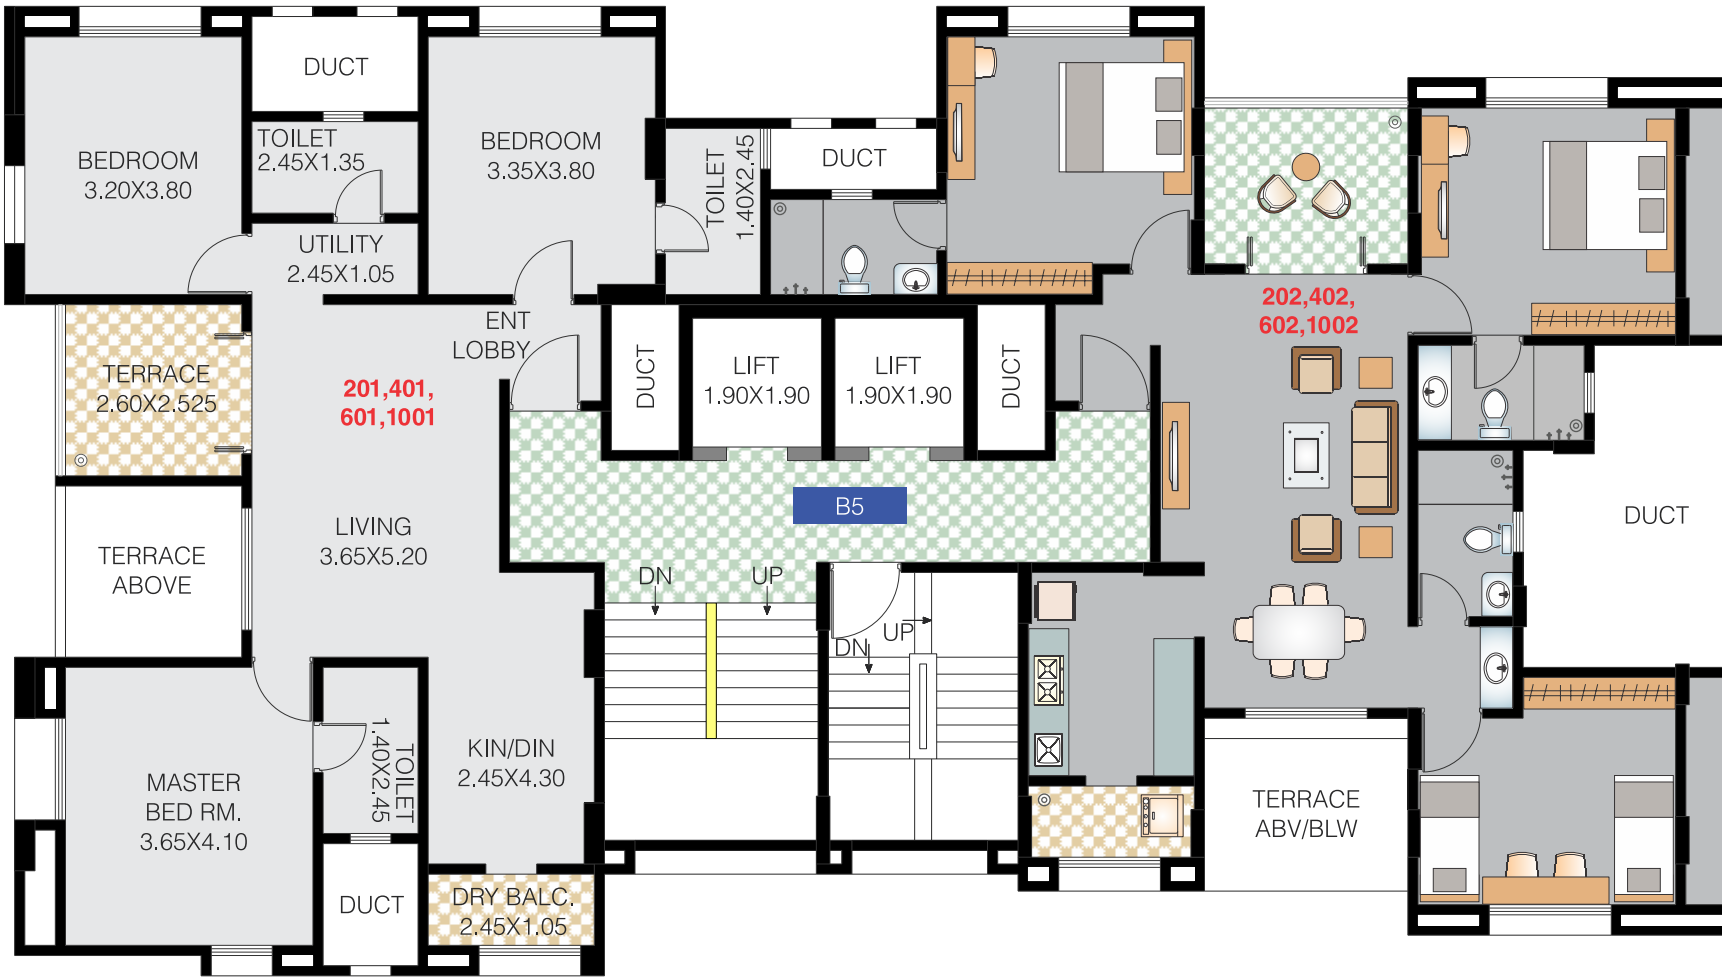 DUCT
BEDROOM
3.20X3.80
TOILET
2.45X1.35
BEDROOM
3.35X3.80
TOILET
1.40X2.45
DUCT
UTILITY
2.45X1.05
ENT
LOBBY
TERRACE
2.60X2.525
201,401,
601,1001
DUCT
LIFT
1.90X1.90
LIFT
1.90X1.90
DUCT
202,402,
602,1002
B5
LIVING
3.65X5.20
TERRACE
ABOVE
DUCT
DN
UP
UP
DN
KIN/DIN
2.45X4.30
TOILET
1.40X2.45
MASTER
BED RM.
3.65X4.10
TERRACE
ABV/BLW
DUCT
DRY BALC.
2.45X1.05